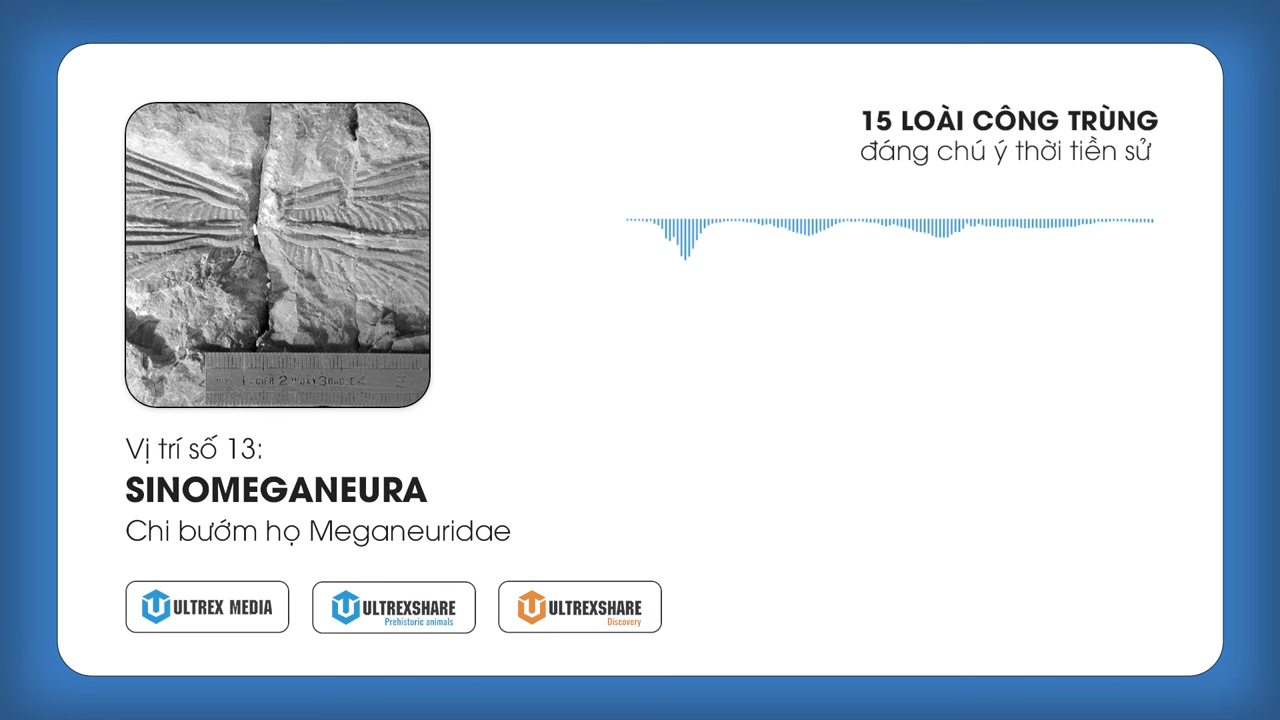 15 LOÀI CÔNG TRÙNG
đáng chú ý thời tiền sử
Vị trí số 13:
SINOMEGANEURA
Chi bướm họ Meganeuridae
ULTREX MEDIA
ULTREXSHARE
Prehistoric animals
ULTREXSHARE
Discovery